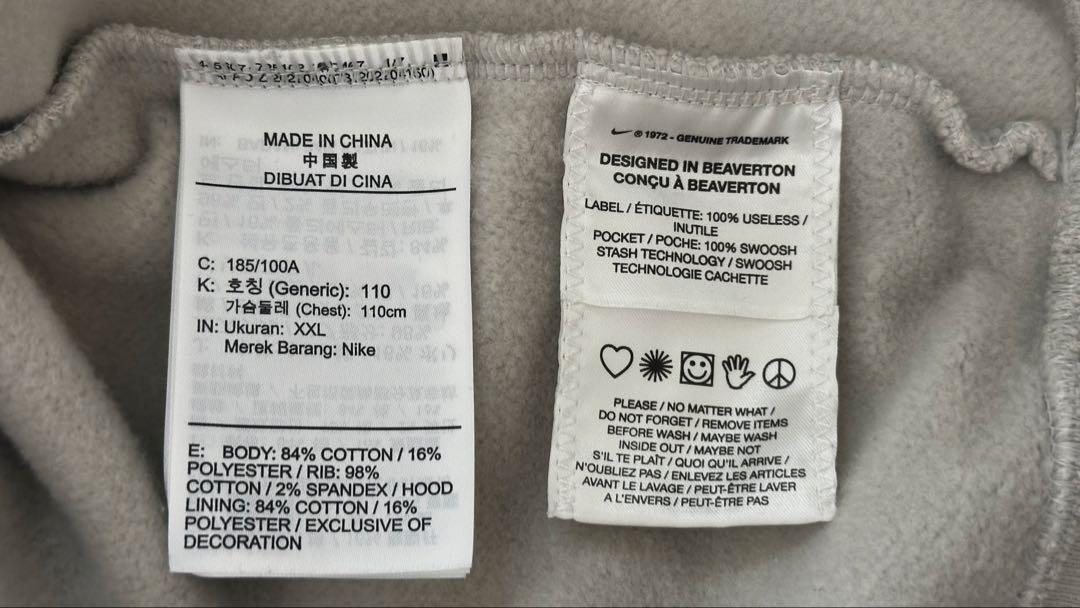 MADE IN CHINA
中国製
DIBUAT DI CINA
C: 185/100A
K: 호칭 (Generic): 110
가슴둘레 (Chest): 110cm
IN: Ukuran: XXL
Merek Barang: Nike
E: BODY: 84% COTTON / 16%
POLYESTER / RIB: 98%
COTTON / 2% SPANDEX / HOOD
LINING: 84% COTTON / 16%
POLYESTER / EXCLUSIVE OF
DECORATION
® 1972 - GENUINE TRADEMARK
DESIGNED IN BEAVERTON
CONÇU À BEAVERTON
LABEL / ÉTIQUETTE: 100% USELESS /
INUTILE
POCKET / POCHE: 100% SWOOSH
STASH TECHNOLOGY / SWOOSH
TECHNOLOGIE CACHETTE
PLEASE / NO MATTER WHAT /
DO NOT FORGET / REMOVE ITEMS
BEFORE WASH / MAYBE WASH
INSIDE OUT / MAYBE NOT
S'IL TE PLAÎT / QUOI QU'IL ARRIVE /
N'OUBLIEZ PAS / ENLEVEZ LES ARTICLES
AVANT LE LAVAGE / PEUT-ÊTRE LAVER
A L'ENVERS / PEUT-ÊTRE PAS